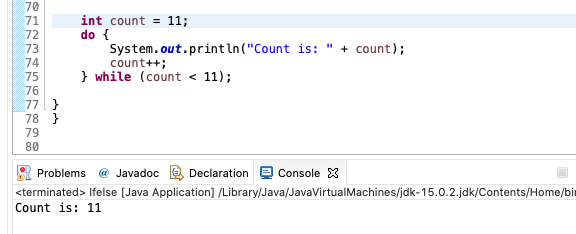 70
71 int count = 11;
72 do {
73 System.out.println("Count is: " + count);
74 count++;
75 } while (count < 11);
76
77 }
78 }
79
80
Problems @ Javadoc Declaration Console
<terminated> Ifelse [Java Application] /Library/Java/JavaVirtualMachines/jdk-15.0.2.jdk/Contents/Home/bin
Count is: 11